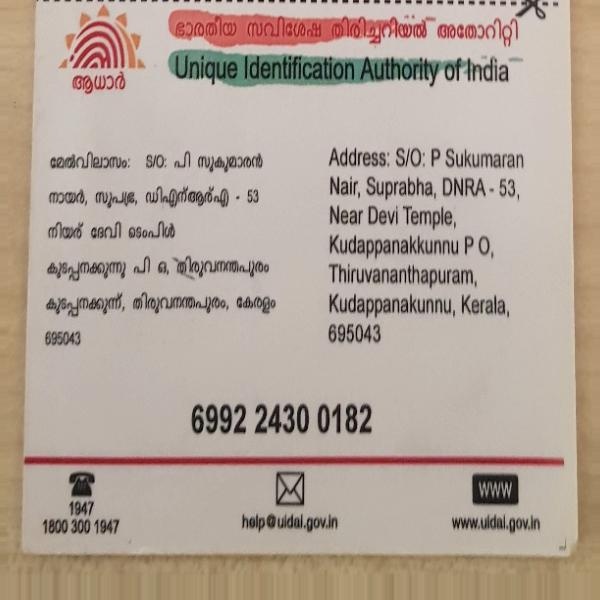 ഭാരതീയ സവിശേഷ തിരിച്ചറിയൽ അതോറിറ്റി
Unique Identification Authority of India
ആധാർ
മേൽവിലാസം: S/O: പി സുകുമാരൻ
നായർ, സുപ്രഭ, ഡിഎൻആർഎ - 53
നിയര് ദേവി ടെംപിൾ
കുടപ്പനക്കുന്നു പി ഒ, തിരുവനന്തപുരം
കുടപ്പനക്കുന്ന്, തിരുവനന്തപുരം, കേരളം
695043
Address: S/O: P Sukumaran
Nair, Suprabha, DNRA - 53,
Near Devi Temple,
Kudappanakkunnu P O,
Thiruvananthapuram,
Kudappanakunnu, Kerala,
695043
6992 2430 0182
1947
1800 300 1947
help@uidai.gov.in
www
www.uidai.gov.in